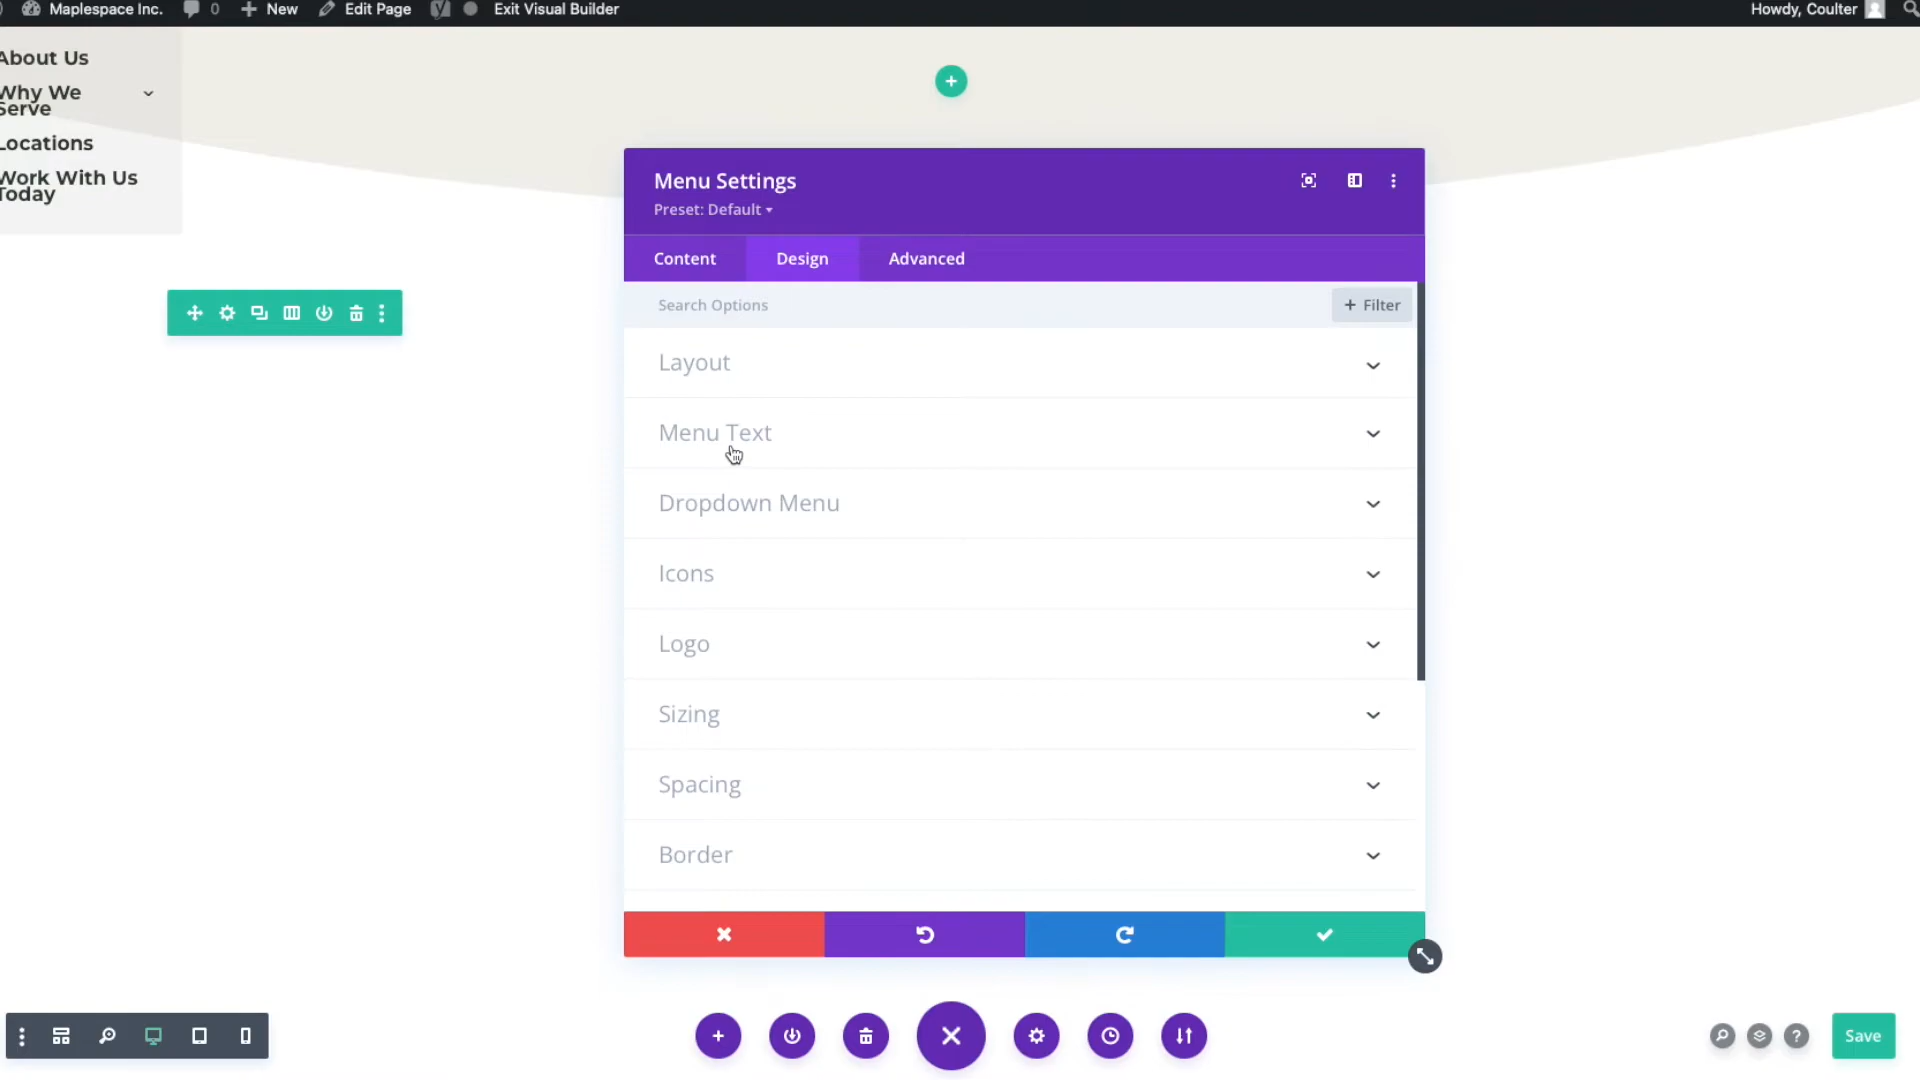 Maplespace Inc. 0 New Edit Page Exit Visual Builder Howdy, Coulter
About Us
Why We
Serve
Locations
Work With Us
Today
Menu Settings
Preset: Default
Content Design Advanced
Search Options + Filter
Layout
Menu Text
Dropdown Menu
Icons
Logo
Sizing
Spacing
Border
Save